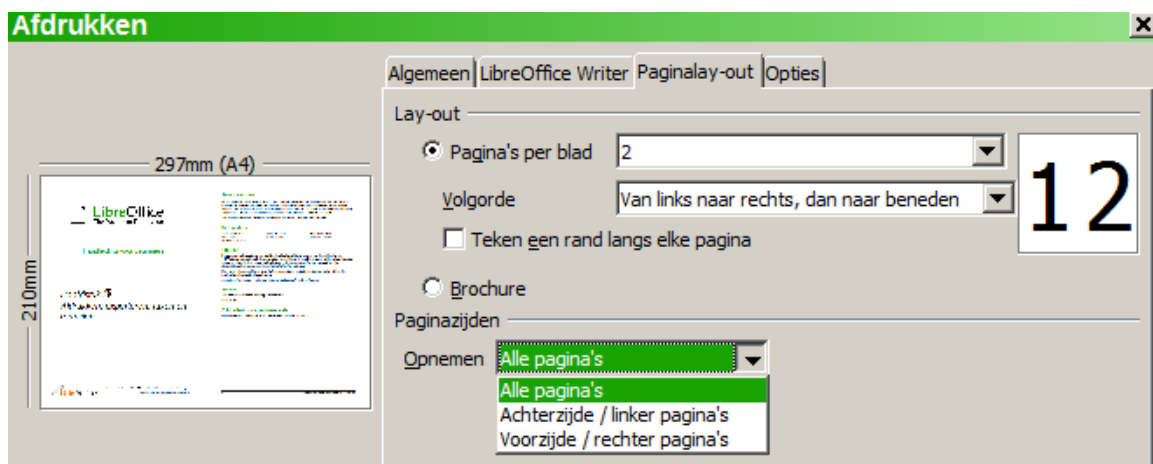 Afdrukken
Algemeen LibreOffice Writer Paginalay-out Opties
Lay-out
Pagina's per blad 2
Volgorde Van links naar rechts, dan naar beneden
Teken een rand langs elke pagina
Brochure
Paginazijden
Opnemen Alle pagina's
Alle pagina's
Achterzijde / linker pagina's
Voorzijde / rechter pagina's
1 2
297mm (A4)
210mm
LibreOffice